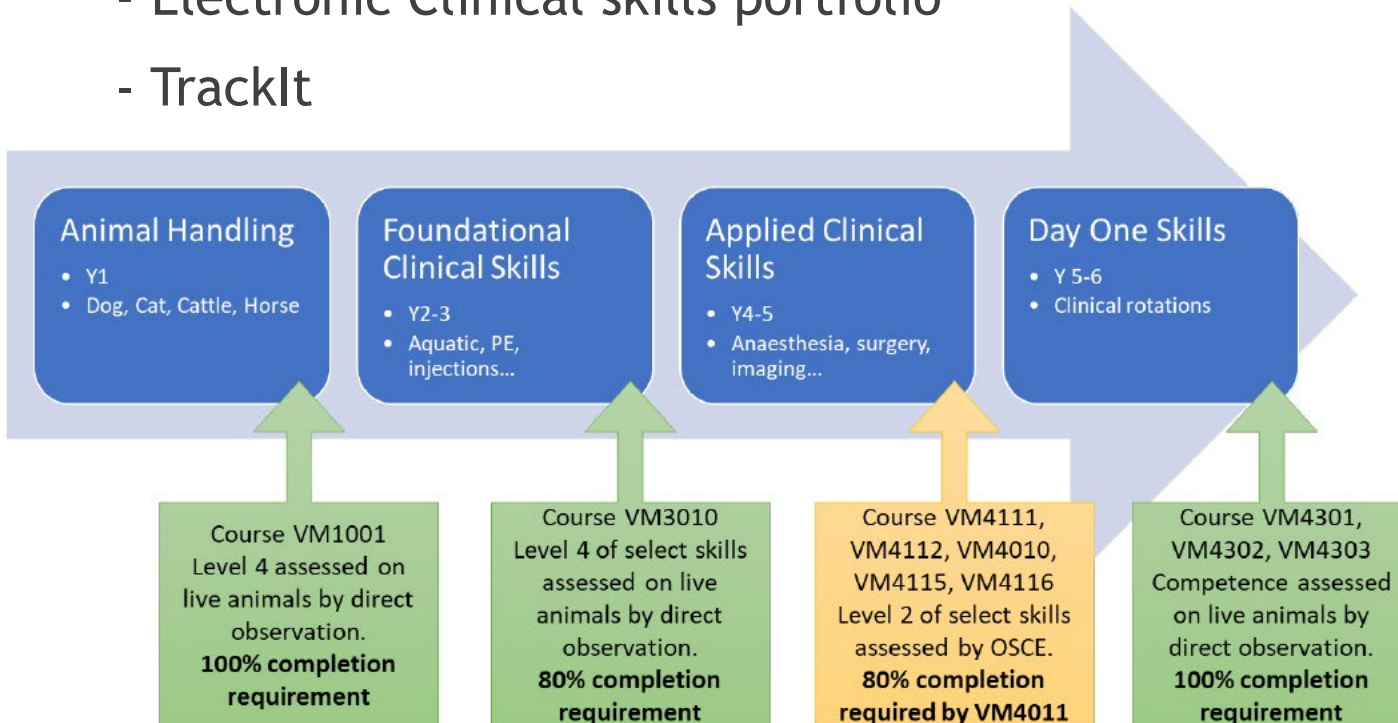 - Electronic Clinical skills portfolio
- TrackIt
Animal Handling
• Y1
• Dog, Cat, Cattle, Horse
Foundational
Clinical Skills
• Y2-3
• Aquatic, PE,
injections...
Applied Clinical
Skills
• Y4-5
• Anaesthesia, surgery,
imaging...
Day One Skills
• Y 5-6
• Clinical rotations
Course VM1001
Level 4 assessed on
live animals by direct
observation.
100% completion
requirement
Course VM3010
Level 4 of select skills
assessed on live
animals by direct
observation.
80% completion
requirement
Course VM4111,
VM4112, VM4010,
VM4115, VM4116
Level 2 of select skills
assessed by OSCE.
80% completion
required by VM4011
Course VM4301,
VM4302, VM4303
Competence assessed
on live animals by
direct observation.
100% completion
requirement